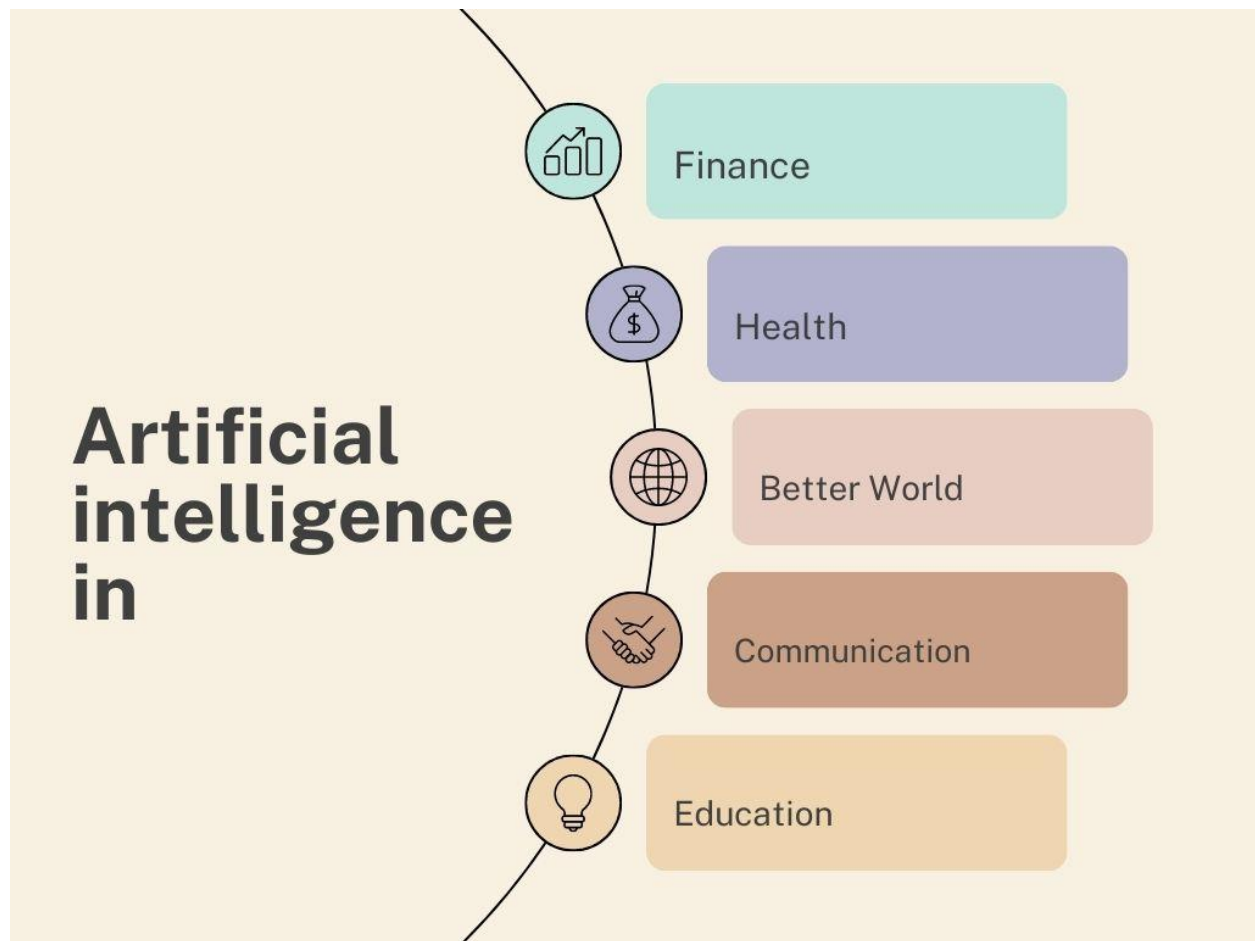 Artificial
intelligence
in
Finance
Health
$
Better World
Communication
Education